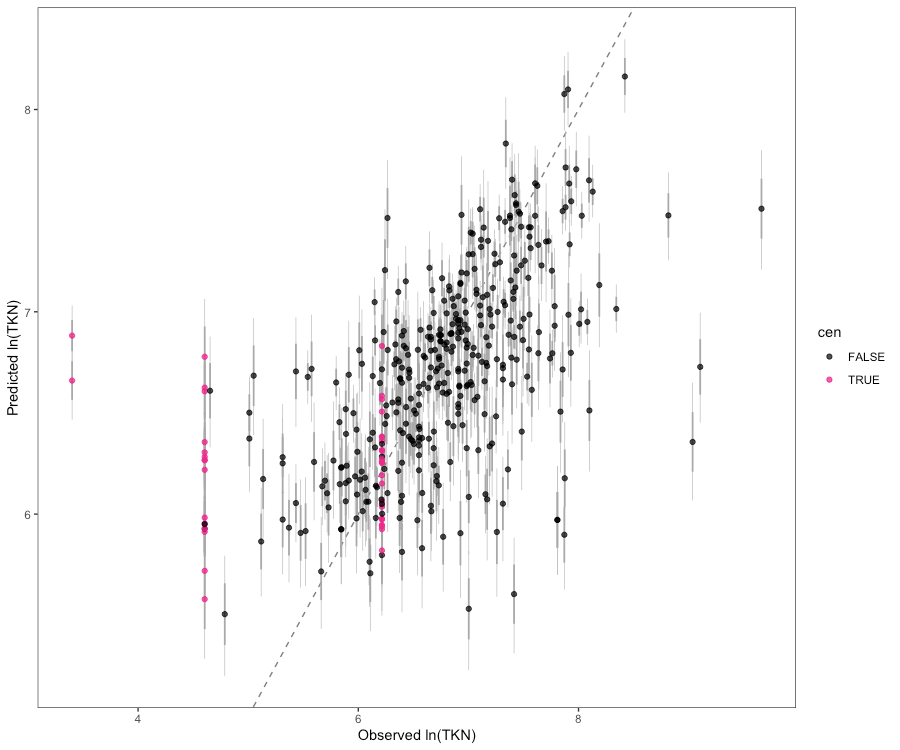 8
7
6
Predicted ln(TKN)
4
6
8
Observed ln(TKN)
cen
FALSE
TRUE